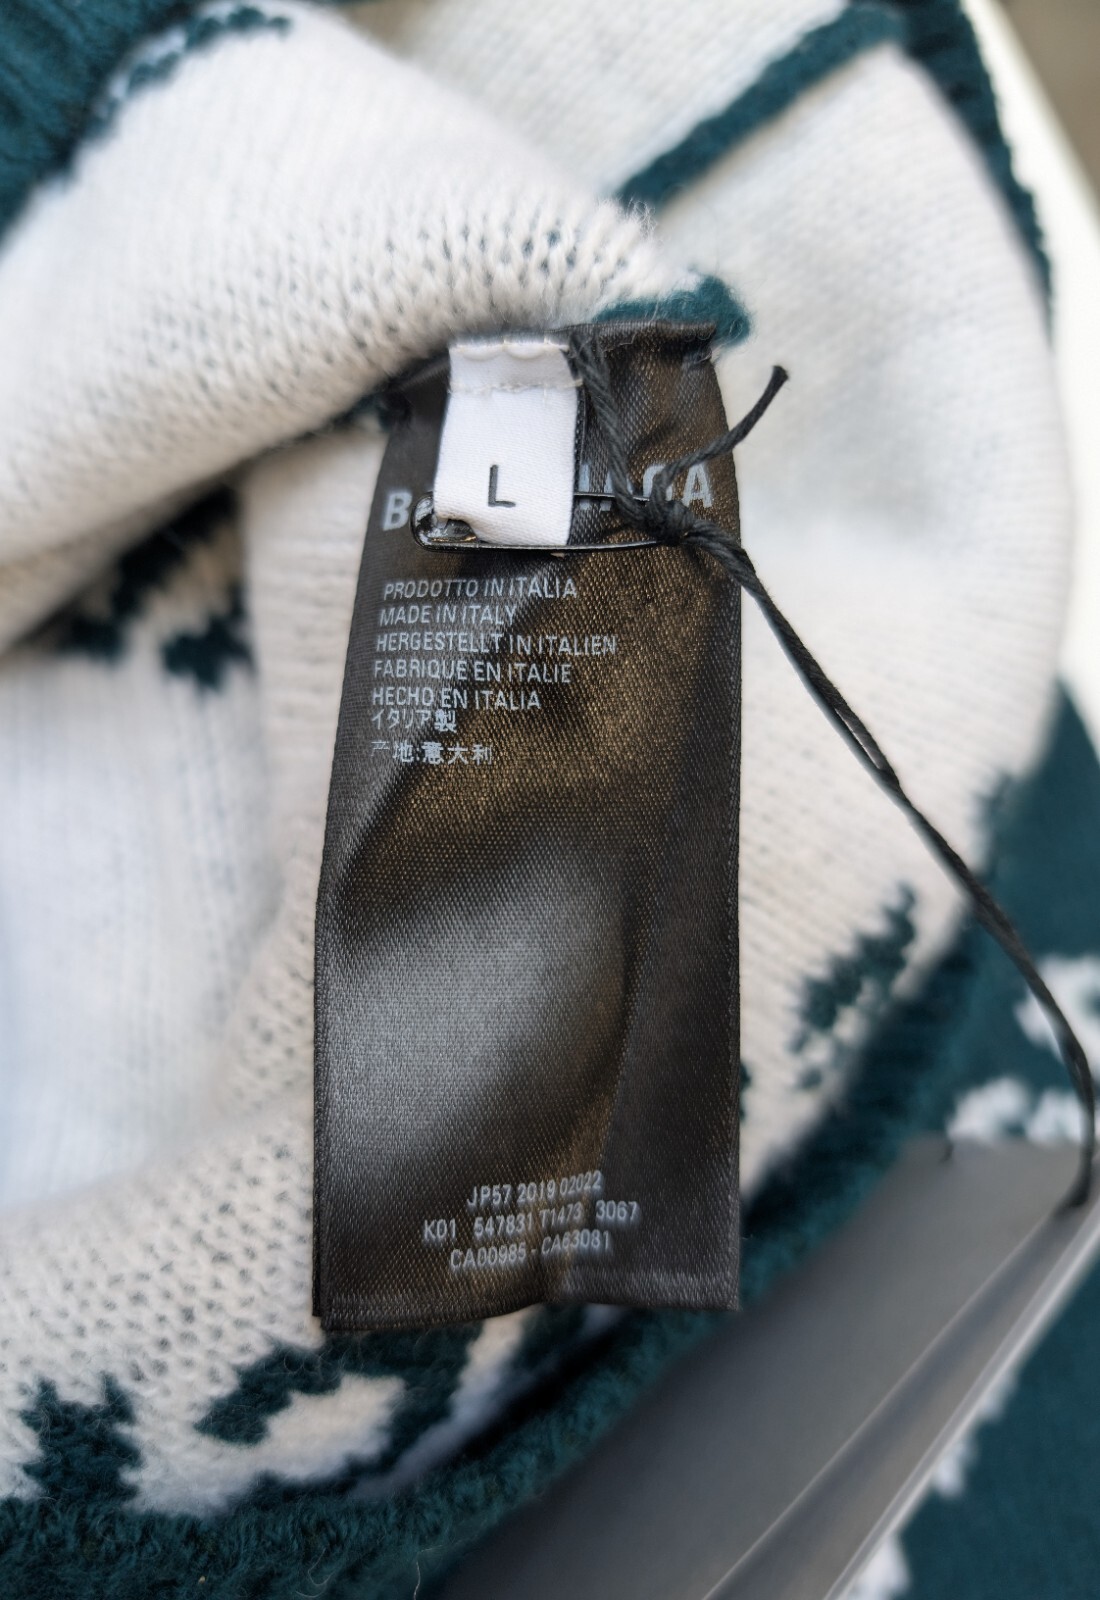 L
PRODOTTO IN ITALIA
MADE IN ITALY
HERGESTELLT IN ITALIEN
FABRIQUE EN ITALIE
HECHO EN ITALIA
イタリア製
产地:意大利
JP57 2019 02022
K01 547831 T1473 3067
CA00985 - CA63081